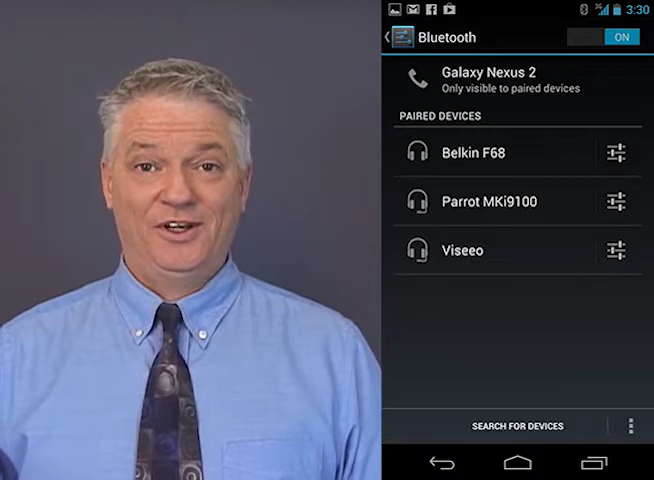 3G 3:30
Bluetooth
ON
Galaxy Nexus 2
Only visible to paired devices
PAIRED DEVICES
Belkin F68
Parrot MKi9100
Viseeo
SEARCH FOR DEVICES